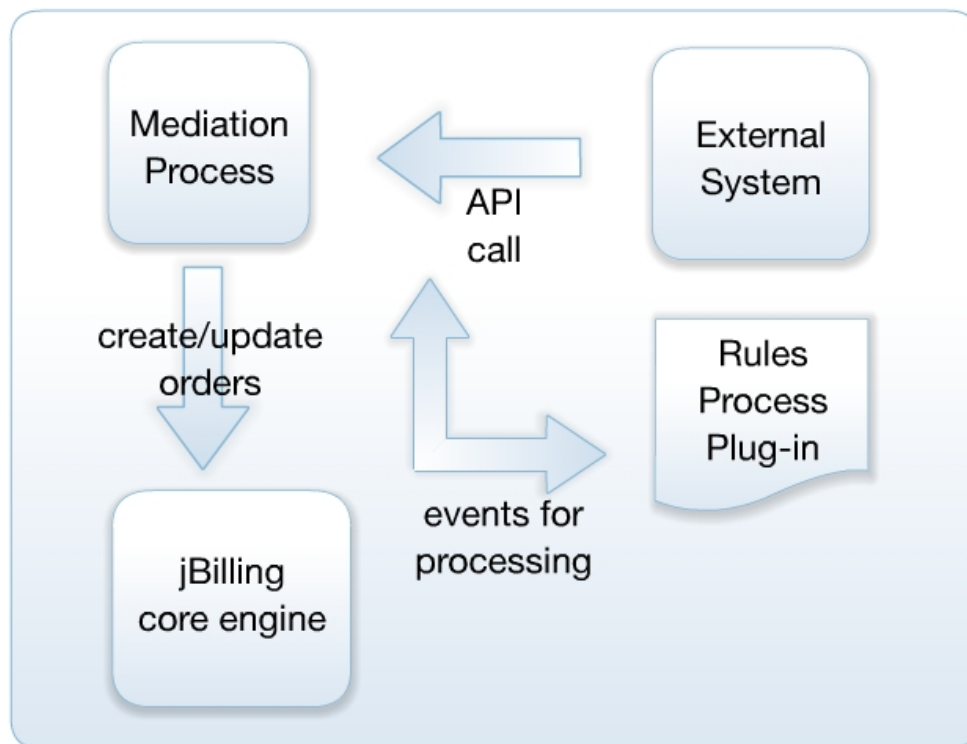 Mediation
Process
External
System
API
call
create/update
orders
Rules
Process
Plug-in
events for
processing
jBilling
core engine